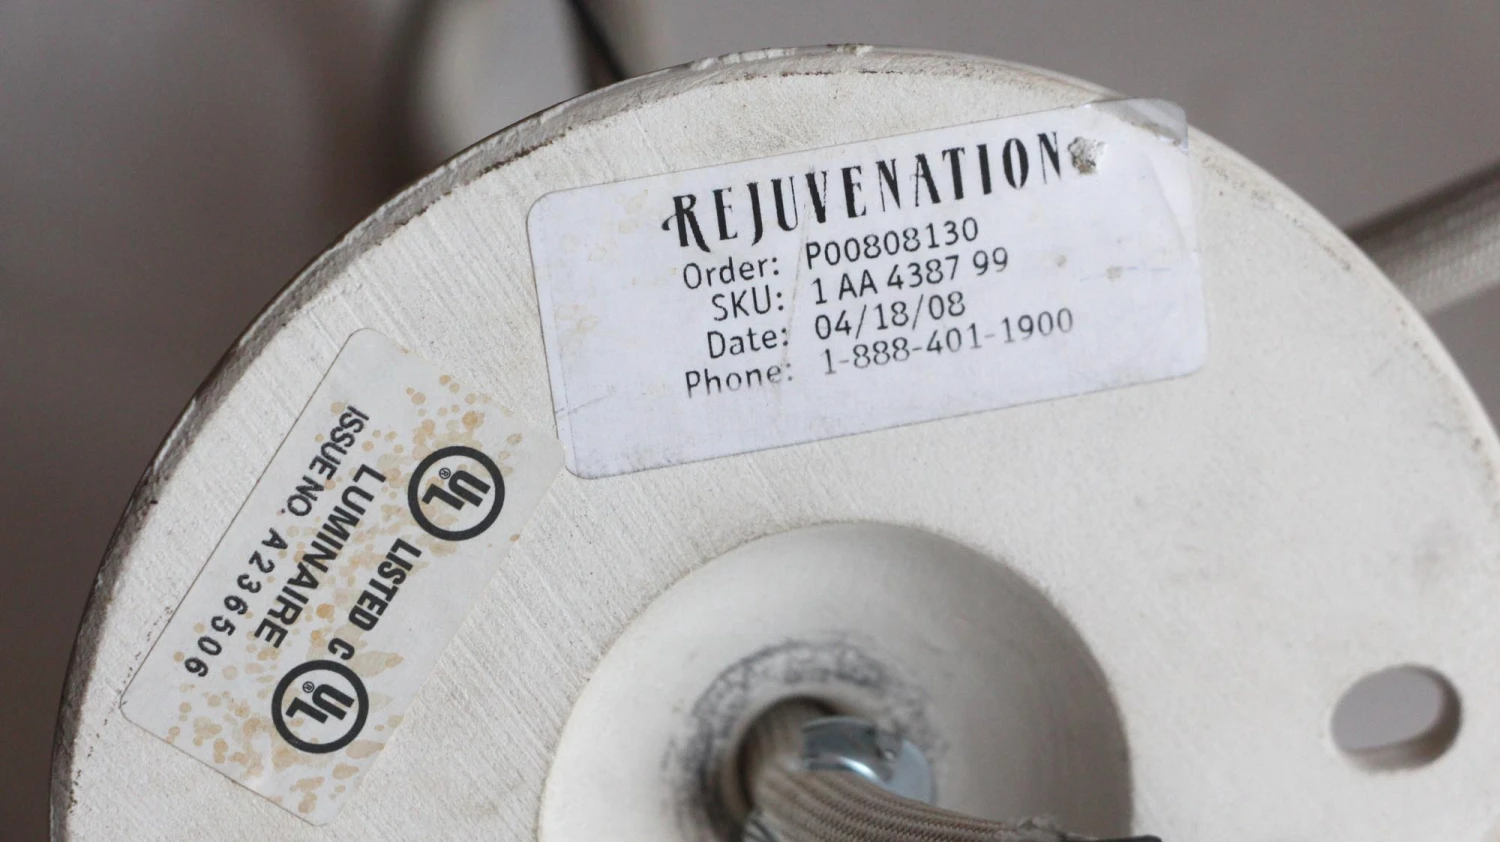 REJUVENATION
Order: P00808130
SKU: 1 AA 4387 99
Date: 04/18/08
Phone: 1-888-401-1900
UL ® LISTED C UL ®
LUMINAIRE
ISSUE NO. A236506